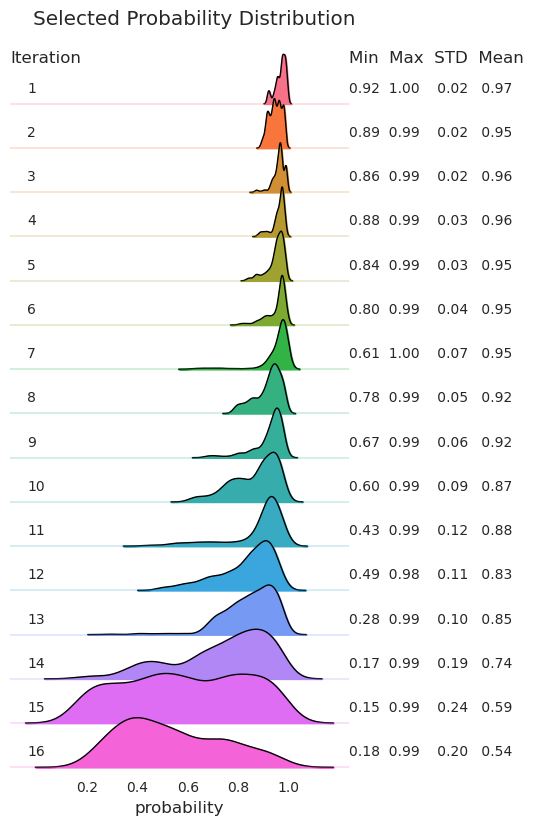 Selected Probability Distribution
Iteration Min Max STD Mean
1 0.92 1.00 0.02 0.97
2 0.89 0.99 0.02 0.95
3 0.86 0.99 0.02 0.96
4 0.88 0.99 0.03 0.96
5 0.84 0.99 0.03 0.95
6 0.80 0.99 0.04 0.95
7 0.61 1.00 0.07 0.95
8 0.78 0.99 0.05 0.92
9 0.67 0.99 0.06 0.92
10 0.60 0.99 0.09 0.87
11 0.43 0.99 0.12 0.88
12 0.49 0.98 0.11 0.83
13 0.28 0.99 0.10 0.85
14 0.17 0.99 0.19 0.74
15 0.15 0.99 0.24 0.59
16 0.18 0.99 0.20 0.54
0.2 0.4 0.6 0.8 1.0
probability